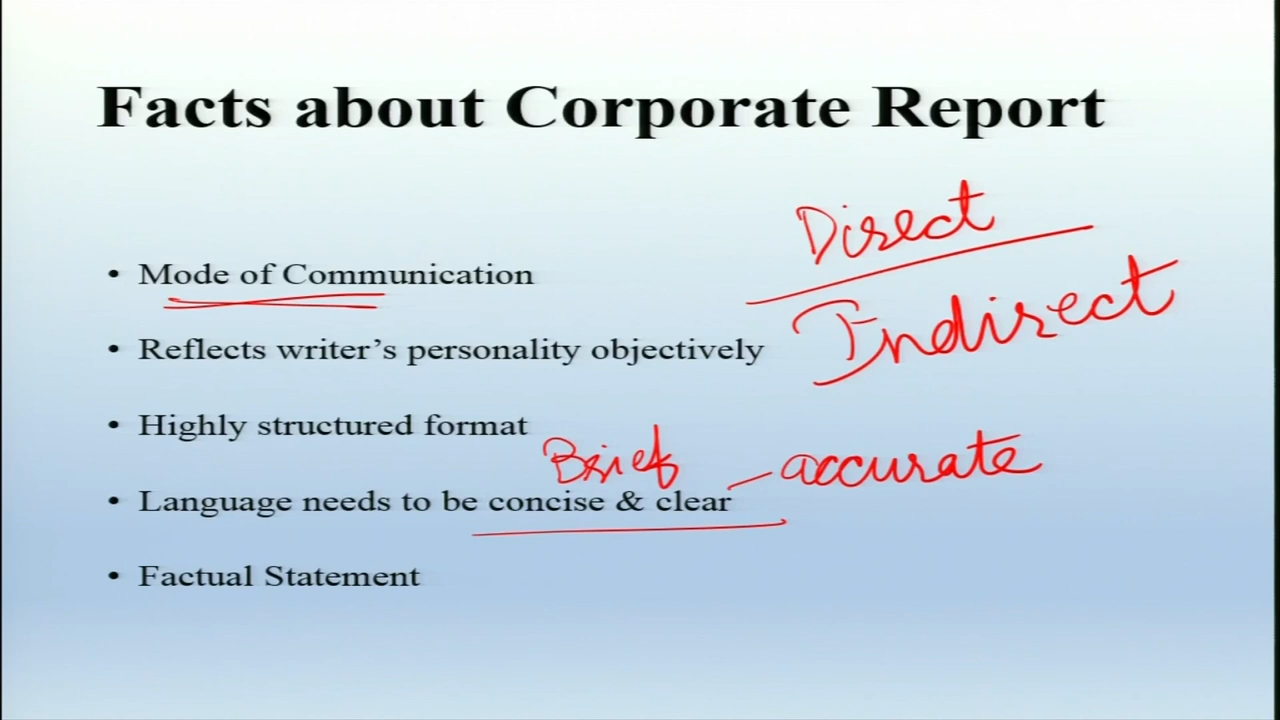 Facts about Corporate Report
Direct
• Mode of Communication
Indirect
• Reflects writer's personality objectively
• Highly structured format
Brief - accurate
• Language needs to be concise & clear
• Factual Statement